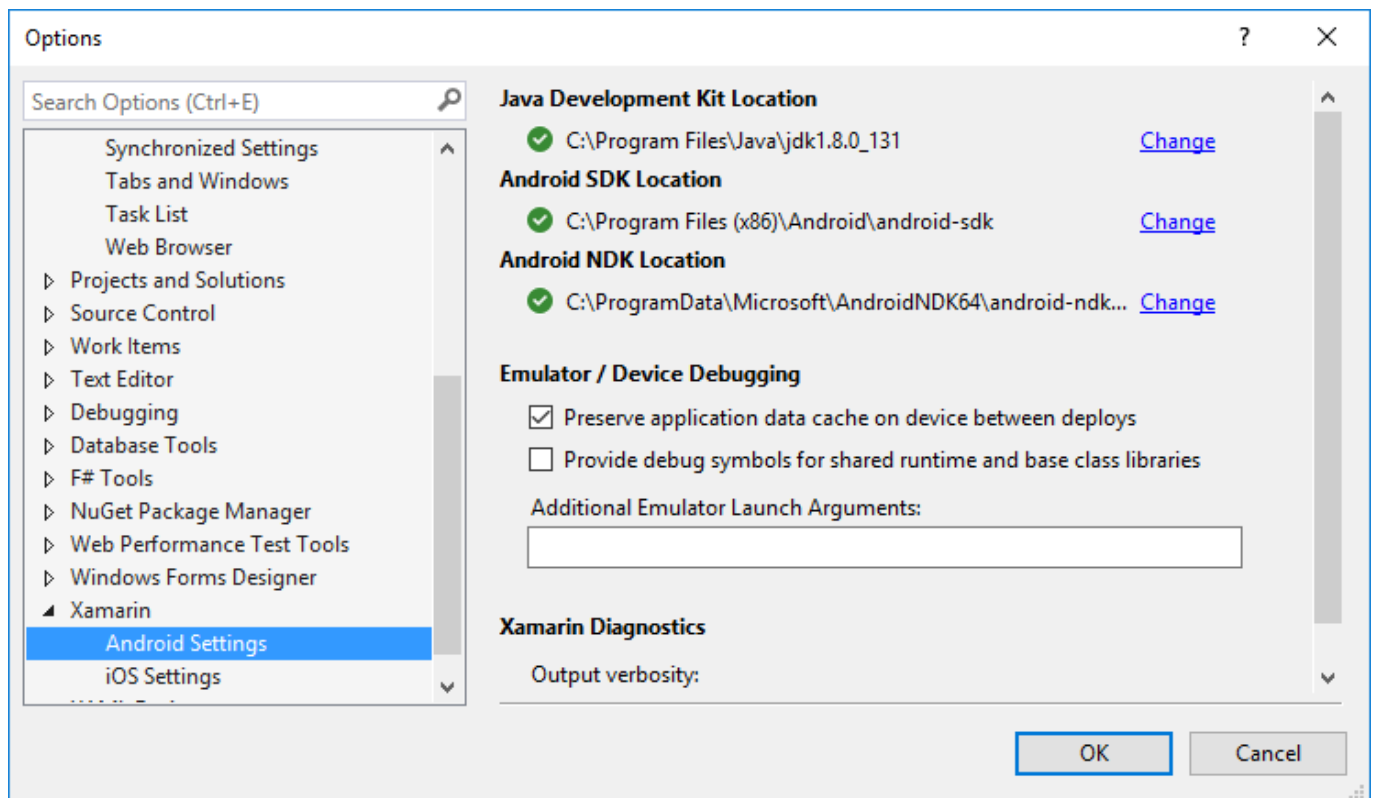 Options
?
Search Options (Ctrl+E)
Synchronized Settings
Tabs and Windows
Task List
Web Browser
Projects and Solutions
Source Control
Work Items
Text Editor
Debugging
Database Tools
F# Tools
NuGet Package Manager
Web Performance Test Tools
Windows Forms Designer
Xamarin
Android Settings
iOS Settings
Java Development Kit Location
C:\Program Files\Java\jdk1.8.0_131 Change
Android SDK Location
C:\Program Files (x86)\Android\android-sdk Change
Android NDK Location
C:\ProgramData\Microsoft\AndroidNDK64\android-ndk... Change
Emulator / Device Debugging
Preserve application data cache on device between deploys
Provide debug symbols for shared runtime and base class libraries
Additional Emulator Launch Arguments:
Xamarin Diagnostics
Output verbosity:
OK Cancel